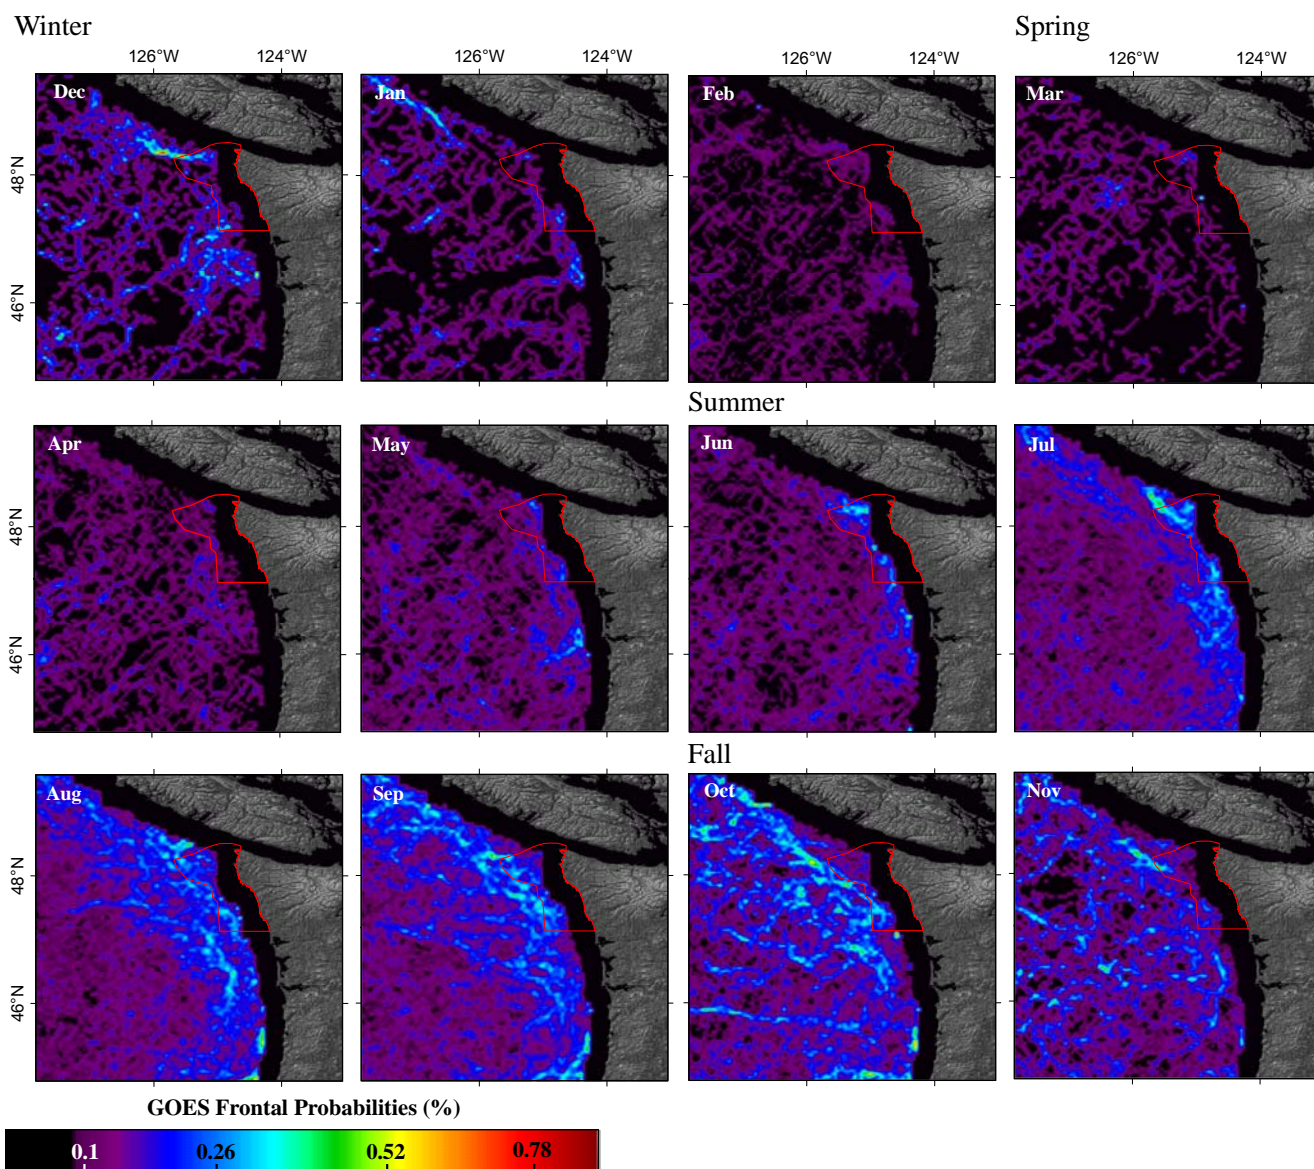 Winter
Spring
126°W 124°W 126°W 124°W 126°W 124°W 126°W 124°W
Dec Jan Feb Mar
48°N
46°N
Summer
Apr May Jun Jul
48°N
46°N
Fall
Aug Sep Oct Nov
48°N
46°N
GOES Frontal Probabilities (%)
0.1 0.26 0.52 0.78